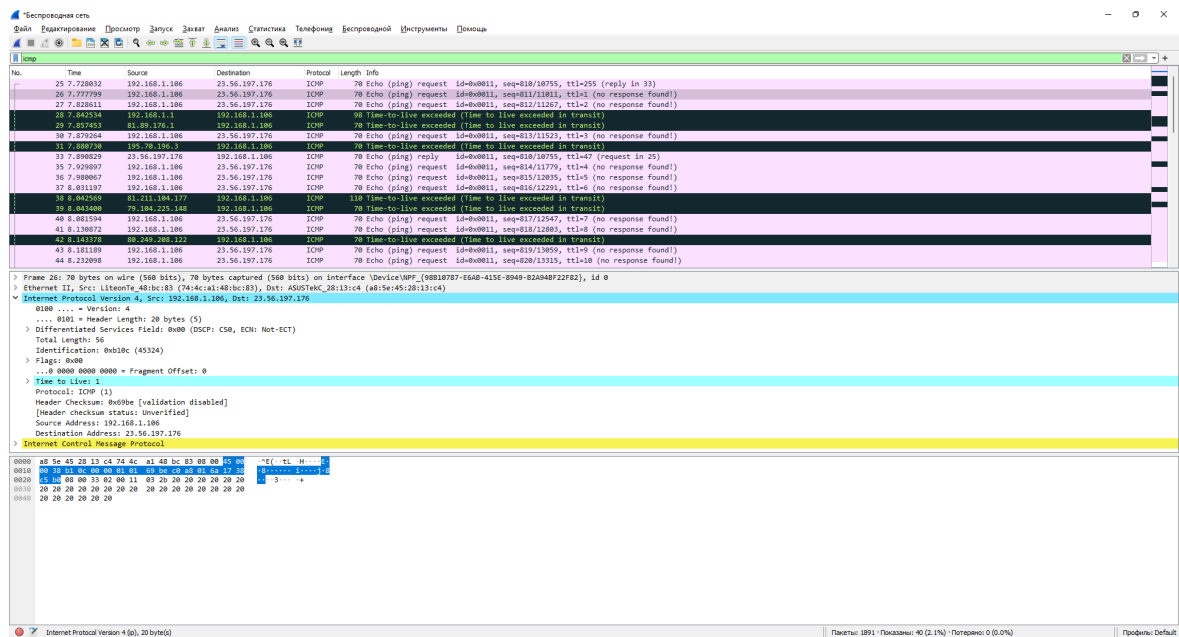 *Беспроводная сеть
Файл Редактирование Просмотр Запуск Захват Анализ Статистика Телефония Беспроводной Инструменты Помощь
icmp
No. Time Source Destination Protocol Length Info
25 7.728032 192.168.1.106 23.56.197.176 ICMP 70 Echo (ping) request id=0x0011, seq=810/10755, ttl=255 (reply in 33)
26 7.777799 192.168.1.106 23.56.197.176 ICMP 70 Echo (ping) request id=0x0011, seq=811/11011, ttl=1 (no response found!)
27 7.828611 192.168.1.106 23.56.197.176 ICMP 70 Echo (ping) request id=0x0011, seq=812/11267, ttl=2 (no response found!)
28 7.842534 192.168.1.1 192.168.1.106 ICMP 98 Time-to-live exceeded (Time to live exceeded in transit)
29 7.857453 81.89.176.1 192.168.1.106 ICMP 70 Time-to-live exceeded (Time to live exceeded in transit)
30 7.879264 192.168.1.106 23.56.197.176 ICMP 70 Echo (ping) request id=0x0011, seq=813/11523, ttl=3 (no response found!)
31 7.880730 195.70.196.3 192.168.1.106 ICMP 70 Time-to-live exceeded (Time to live exceeded in transit)
33 7.890829 23.56.197.176 192.168.1.106 ICMP 70 Echo (ping) reply id=0x0011, seq=810/10755, ttl=47 (request in 25)
35 7.929897 192.168.1.106 23.56.197.176 ICMP 70 Echo (ping) request id=0x0011, seq=814/11779, ttl=4 (no response found!)
36 7.980067 192.168.1.106 23.56.197.176 ICMP 70 Echo (ping) request id=0x0011, seq=815/12035, ttl=5 (no response found!)
37 8.031197 192.168.1.106 23.56.197.176 ICMP 70 Echo (ping) request id=0x0011, seq=816/12291, ttl=6 (no response found!)
38 8.042569 81.211.104.177 192.168.1.106 ICMP 110 Time-to-live exceeded (Time to live exceeded in transit)
39 8.043400 79.104.225.148 192.168.1.106 ICMP 70 Time-to-live exceeded (Time to live exceeded in transit)
40 8.081594 192.168.1.106 23.56.197.176 ICMP 70 Echo (ping) request id=0x0011, seq=817/12547, ttl=7 (no response found!)
41 8.130872 192.168.1.106 23.56.197.176 ICMP 70 Echo (ping) request id=0x0011, seq=818/12803, ttl=8 (no response found!)
42 8.143378 80.249.208.122 192.168.1.106 ICMP 70 Time-to-live exceeded (Time to live exceeded in transit)
43 8.181189 192.168.1.106 23.56.197.176 ICMP 70 Echo (ping) request id=0x0011, seq=819/13059, ttl=9 (no response found!)
44 8.232098 192.168.1.106 23.56.197.176 ICMP 70 Echo (ping) request id=0x0011, seq=820/13315, ttl=10 (no response found!)
Frame 26: 70 bytes on wire (560 bits), 70 bytes captured (560 bits) on interface \Device\NPF_{98B10787-E6AB-415E-8949-B2A94BF22F82}, id 0
Ethernet II, Src: LiteonTe_48:bc:83 (74:4c:a1:48:bc:83), Dst: ASUSTekC_28:13:c4 (a8:5e:45:28:13:c4)
Internet Protocol Version 4, Src: 192.168.1.106, Dst: 23.56.197.176
0100 .... = Version: 4
.... 0101 = Header Length: 20 bytes (5)
Differentiated Services Field: 0x00 (DSCP: CS0, ECN: Not-ECT)
Total Length: 56
Identification: 0xb10c (45324)
Flags: 0x00
...0 0000 0000 0000 = Fragment Offset: 0
Time to Live: 1
Protocol: ICMP (1)
Header Checksum: 0x69be [validation disabled]
[Header checksum status: Unverified]
Source Address: 192.168.1.106
Destination Address: 23.56.197.176
Internet Control Message Protocol
0000 a8 5e 45 28 13 c4 74 4c a1 48 bc 83 08 00 45 00 ·^E(··tL ·H····E·
0010 00 38 b1 0c 00 00 01 01 69 be c0 a8 01 6a 17 38 ·8······ i····j·8
0020 c5 b0 08 00 33 02 00 11 03 2b 20 20 20 20 20 20 ····3··· ·+
0030 20 20 20 20 20 20 20 20 20 20 20 20 20 20 20 20
0040 20 20 20 20 20 20
Internet Protocol Version 4 (ip), 20 byte(s) Пакеты: 1891 · Показаны: 40 (2.1%) · Потеряно: 0 (0.0%) Профиль: Default